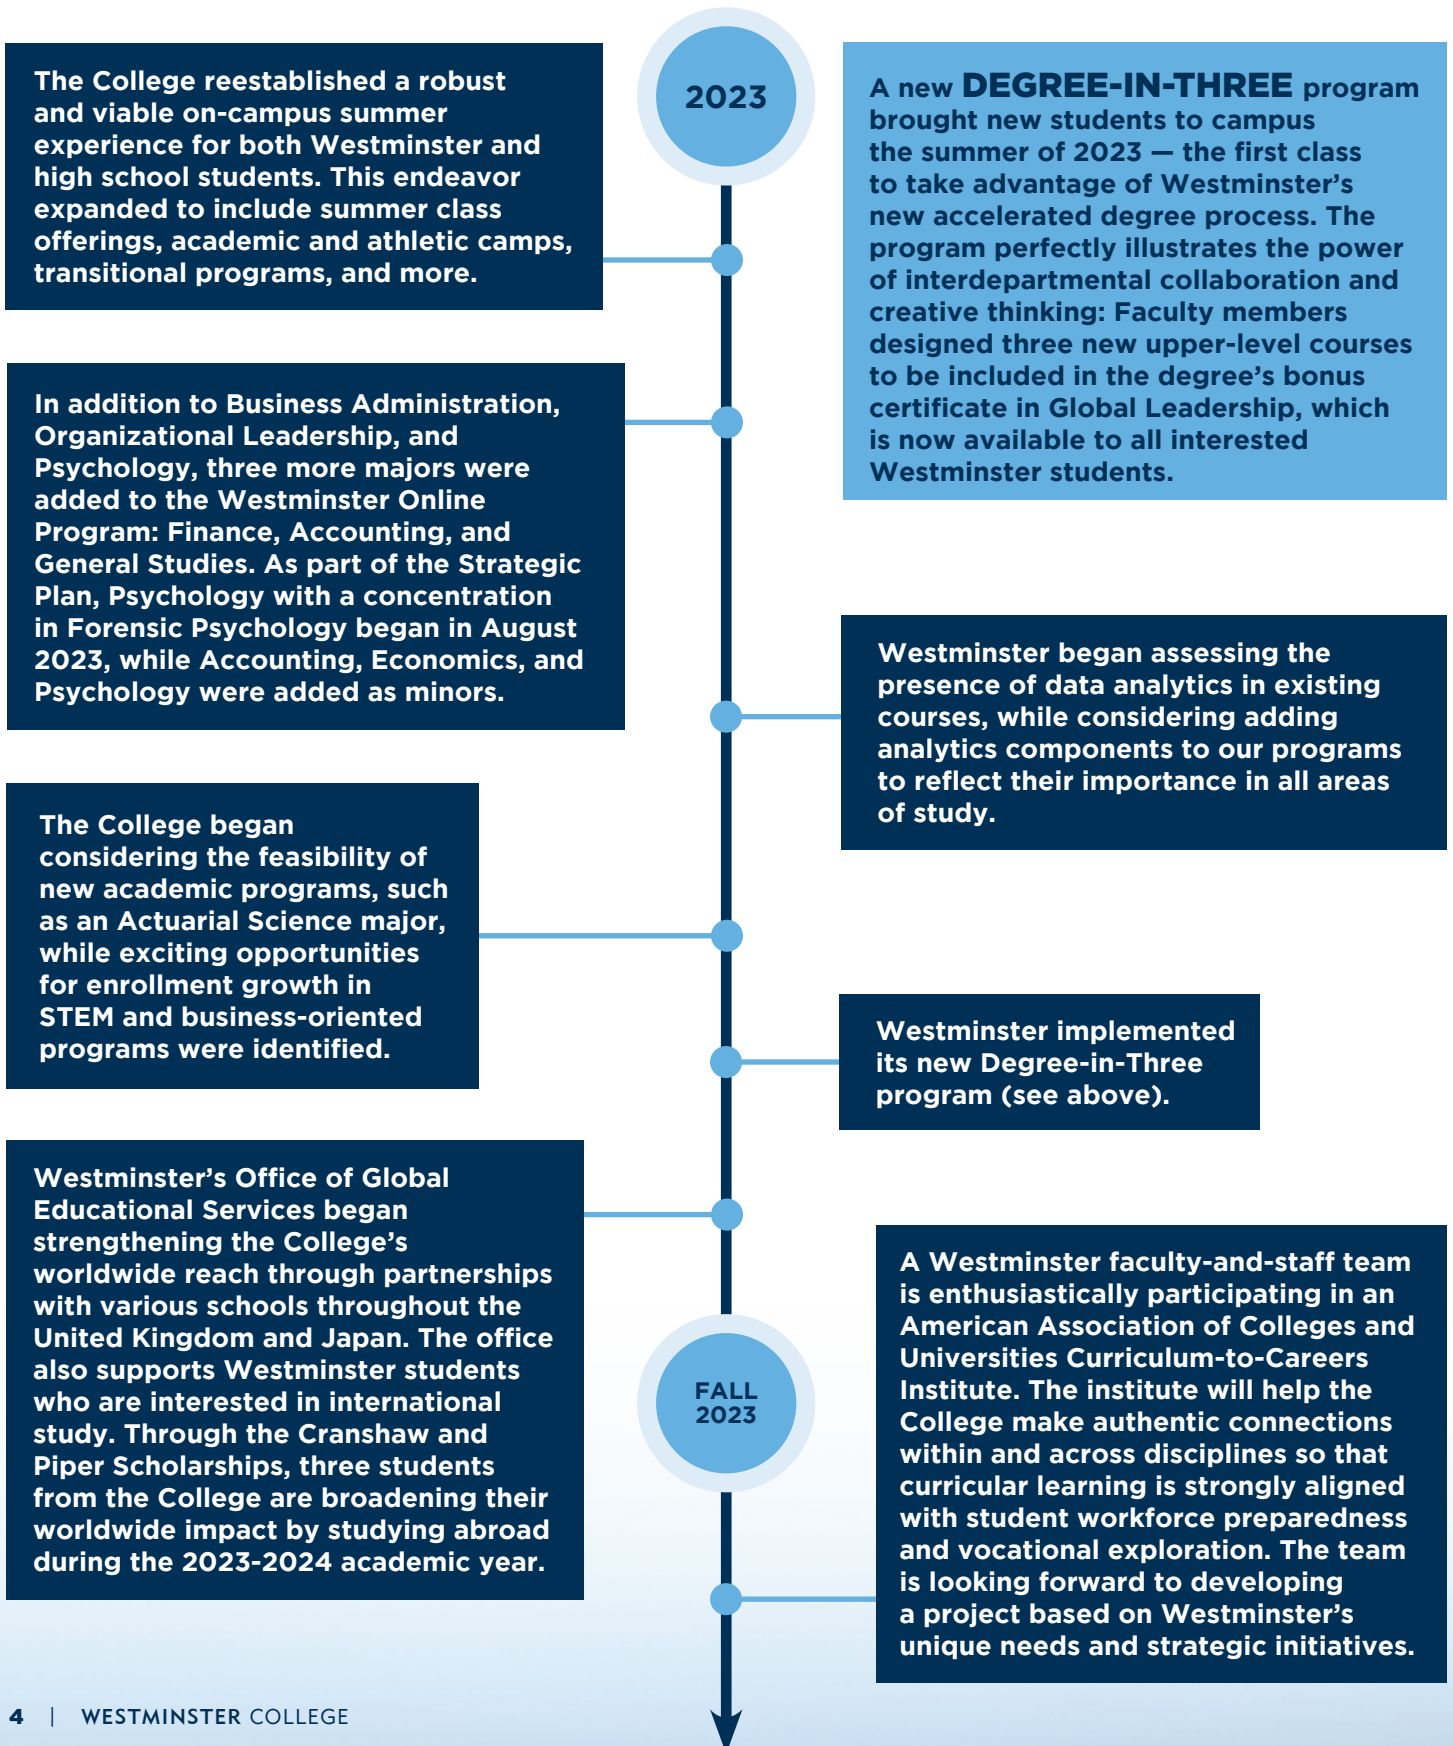 2023
The College reestablished a robust
and viable on-campus summer
experience for both Westminster and
high school students. This endeavor
expanded to include summer class
offerings, academic and athletic camps,
transitional programs, and more.
A new DEGREE-IN-THREE program
brought new students to campus
the summer of 2023 — the first class
to take advantage of Westminster's
new accelerated degree process. The
program perfectly illustrates the power
of interdepartmental collaboration and
creative thinking: Faculty members
designed three new upper-level courses
to be included in the degree's bonus
certificate in Global Leadership, which
is now available to all interested
Westminster students.
In addition to Business Administration,
Organizational Leadership, and
Psychology, three more majors were
added to the Westminster Online
Program: Finance, Accounting, and
General Studies. As part of the Strategic
Plan, Psychology with a concentration
in Forensic Psychology began in August
2023, while Accounting, Economics, and
Psychology were added as minors.
Westminster began assessing the
presence of data analytics in existing
courses, while considering adding
analytics components to our programs
to reflect their importance in all areas
of study.
The College began
considering the feasibility of
new academic programs, such
as an Actuarial Science major,
while exciting opportunities
for enrollment growth in
STEM and business-oriented
programs were identified.
Westminster implemented
its new Degree-in-Three
program (see above).
Westminster's Office of Global
Educational Services began
strengthening the College's
worldwide reach through partnerships
with various schools throughout the
United Kingdom and Japan. The office
also supports Westminster students
who are interested in international
study. Through the Cranshaw and
Piper Scholarships, three students
from the College are broadening their
worldwide impact by studying abroad
during the 2023-2024 academic year.
FALL
2023
A Westminster faculty-and-staff team
is enthusiastically participating in an
American Association of Colleges and
Universities Curriculum-to-Careers
Institute. The institute will help the
College make authentic connections
within and across disciplines so that
curricular learning is strongly aligned
with student workforce preparedness
and vocational exploration. The team
is looking forward to developing
a project based on Westminster's
unique needs and strategic initiatives.
4 | WESTMINSTER COLLEGE